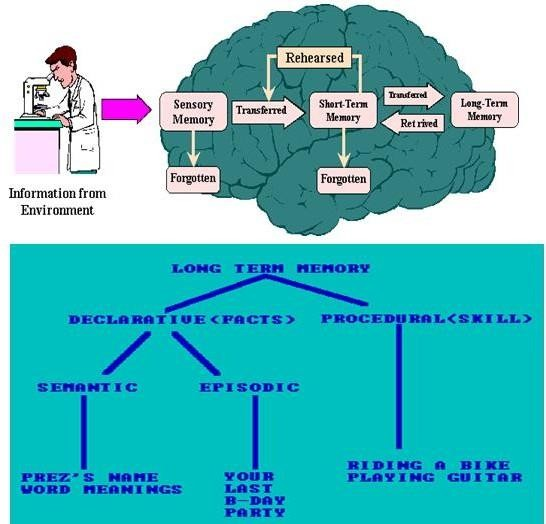 Rehearsed
Sensory
Memory
Transferred
Short-Term
Memory
Transferred
Ret rived
Long-Term
Memory
Forgotten
Forgotten
Information from
Environment
LONG TERM MEMORY
DECLARATIVE<FACTS>
PROCEDURAL<SKILL>
SEMANTIC
EPISODIC
PREZ'S NAME
WORD MEANINGS
YOUR
LAST
B-DAY
PARTY
RIDING A BIKE
PLAYING GUITAR